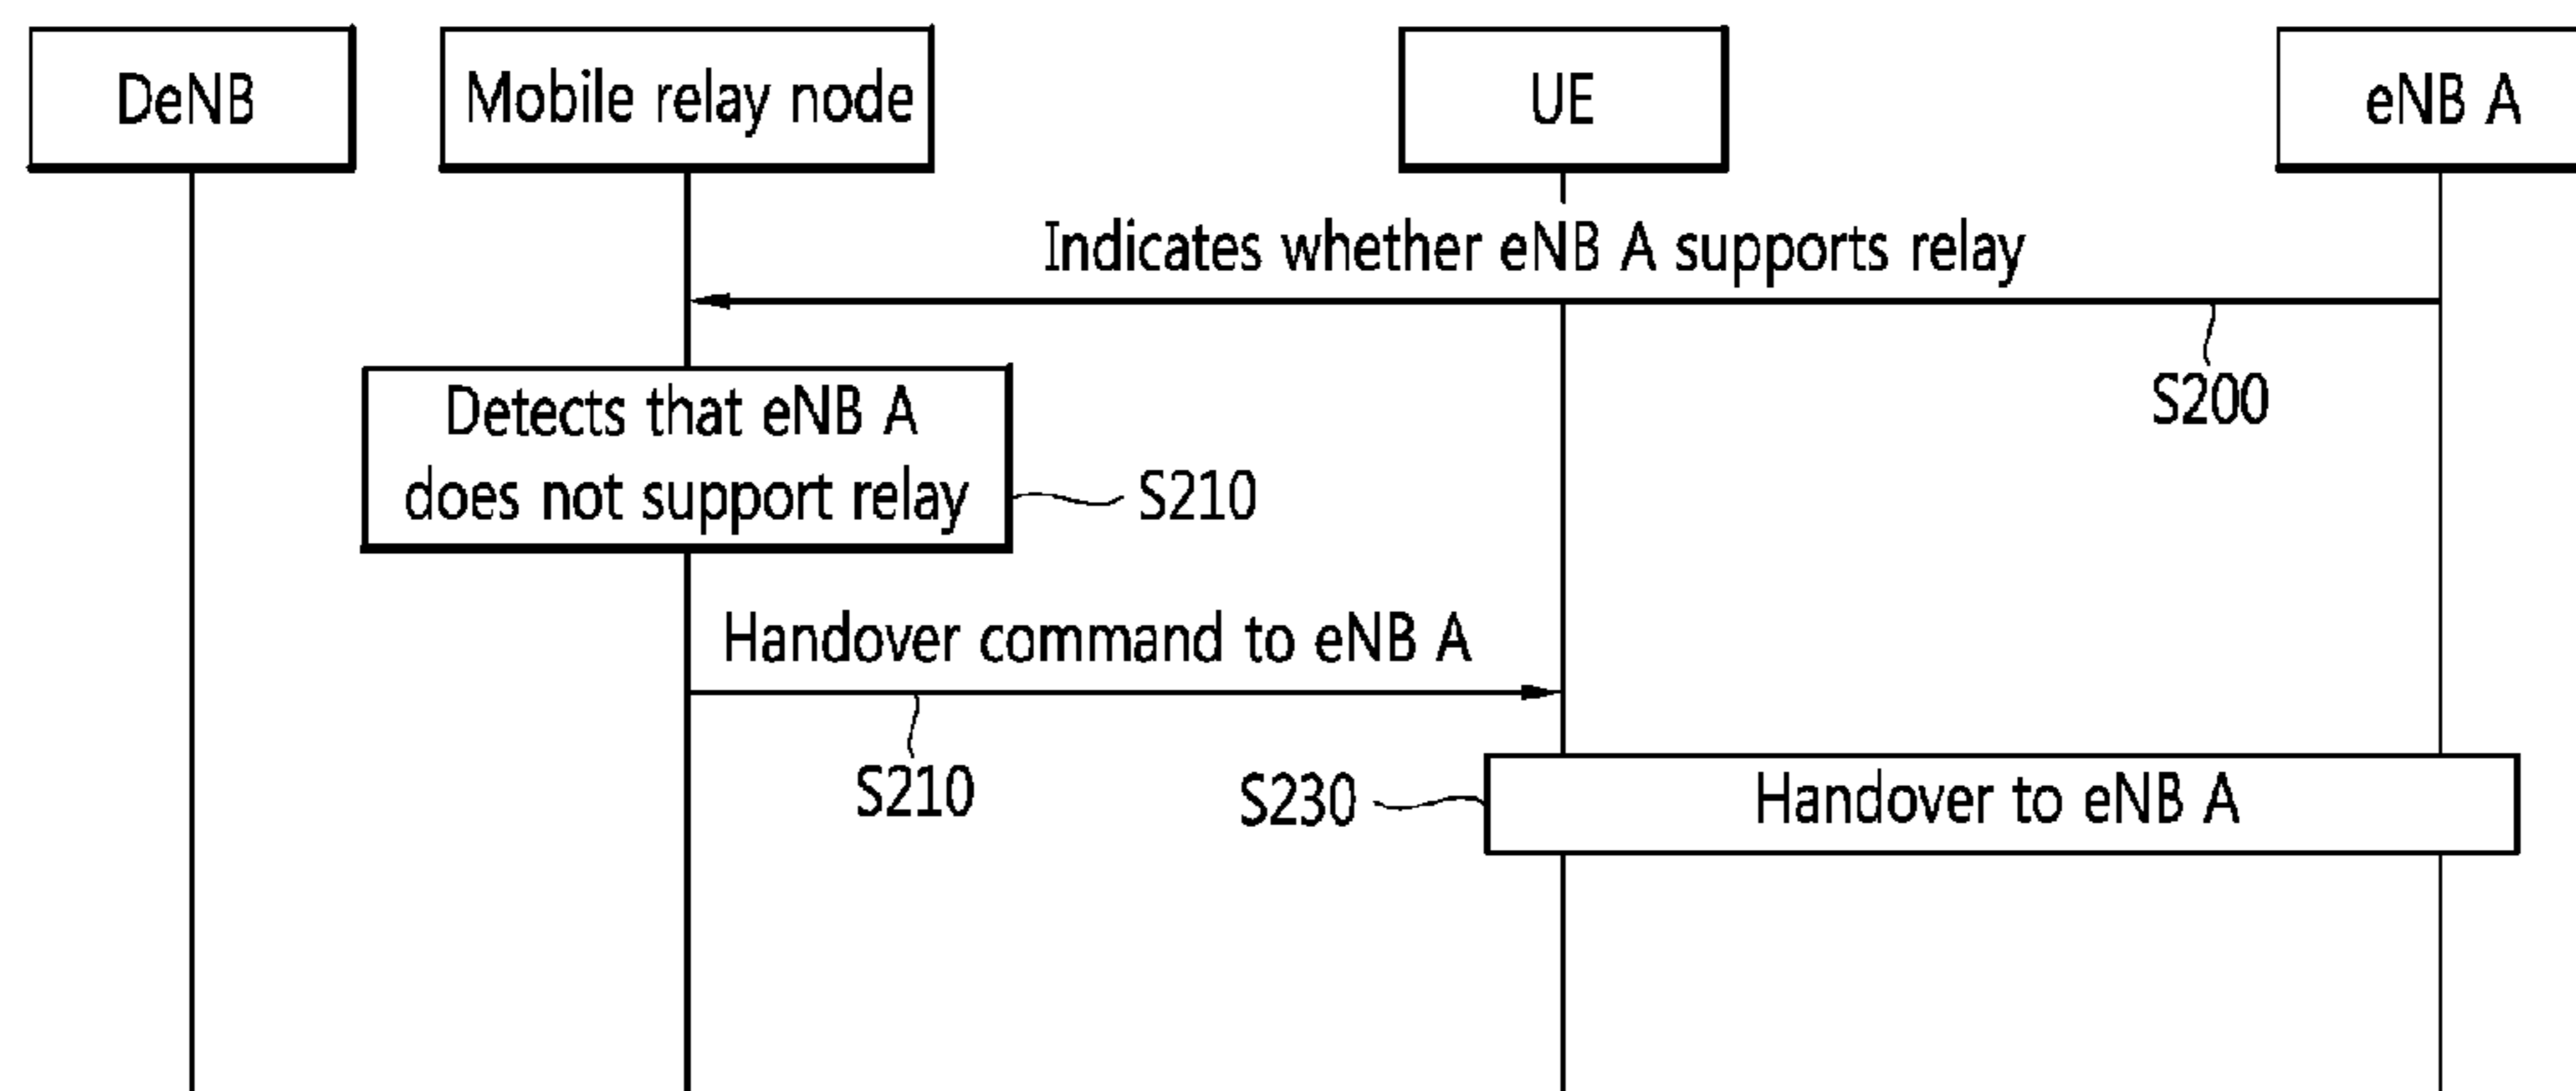 DeNB
Mobile relay node
UE
eNB A
Indicates whether eNB A supports relay
S200
Detects that eNB A
does not support relay
S210
Handover command to eNB A
S210
S230
Handover to eNB A